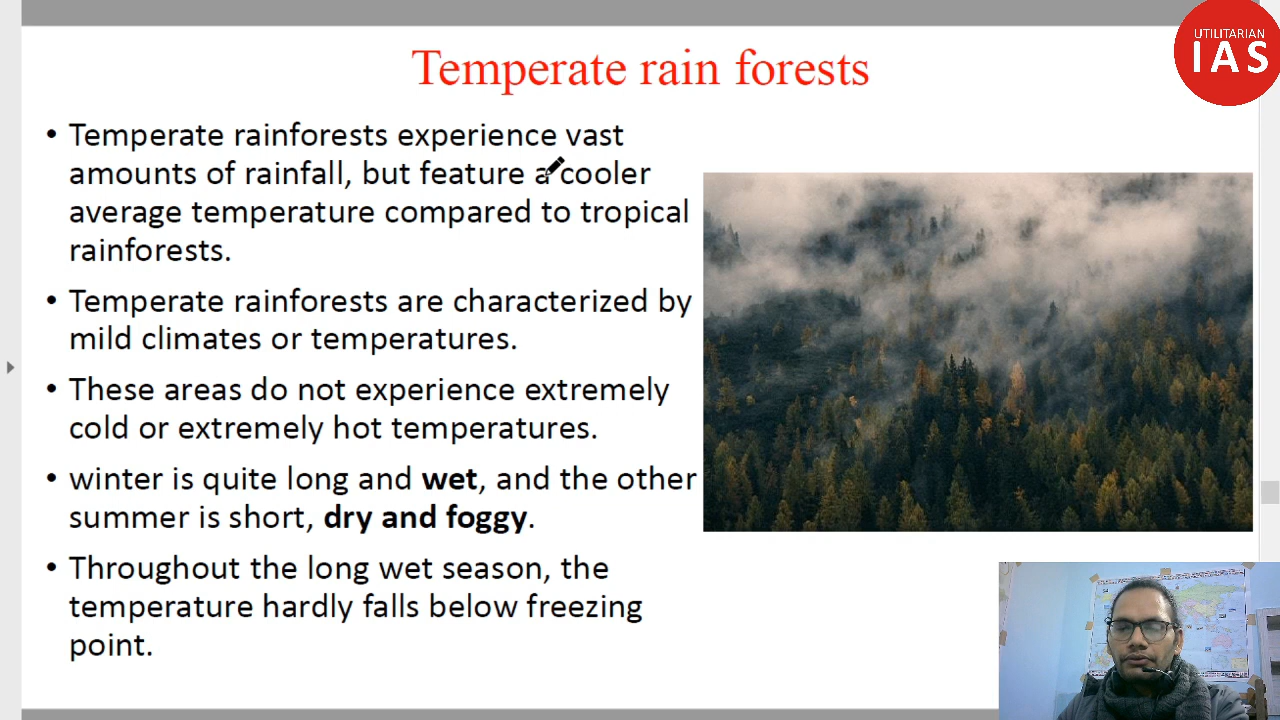 Temperate rain forests
UTILITARIAN
IAS
• Temperate rainforests experience vast
amounts of rainfall, but feature a cooler
average temperature compared to tropical
rainforests.
• Temperate rainforests are characterized by
mild climates or temperatures.
• These areas do not experience extremely
cold or extremely hot temperatures.
• winter is quite long and wet, and the other
summer is short, dry and foggy.
• Throughout the long wet season, the
temperature hardly falls below freezing
point.